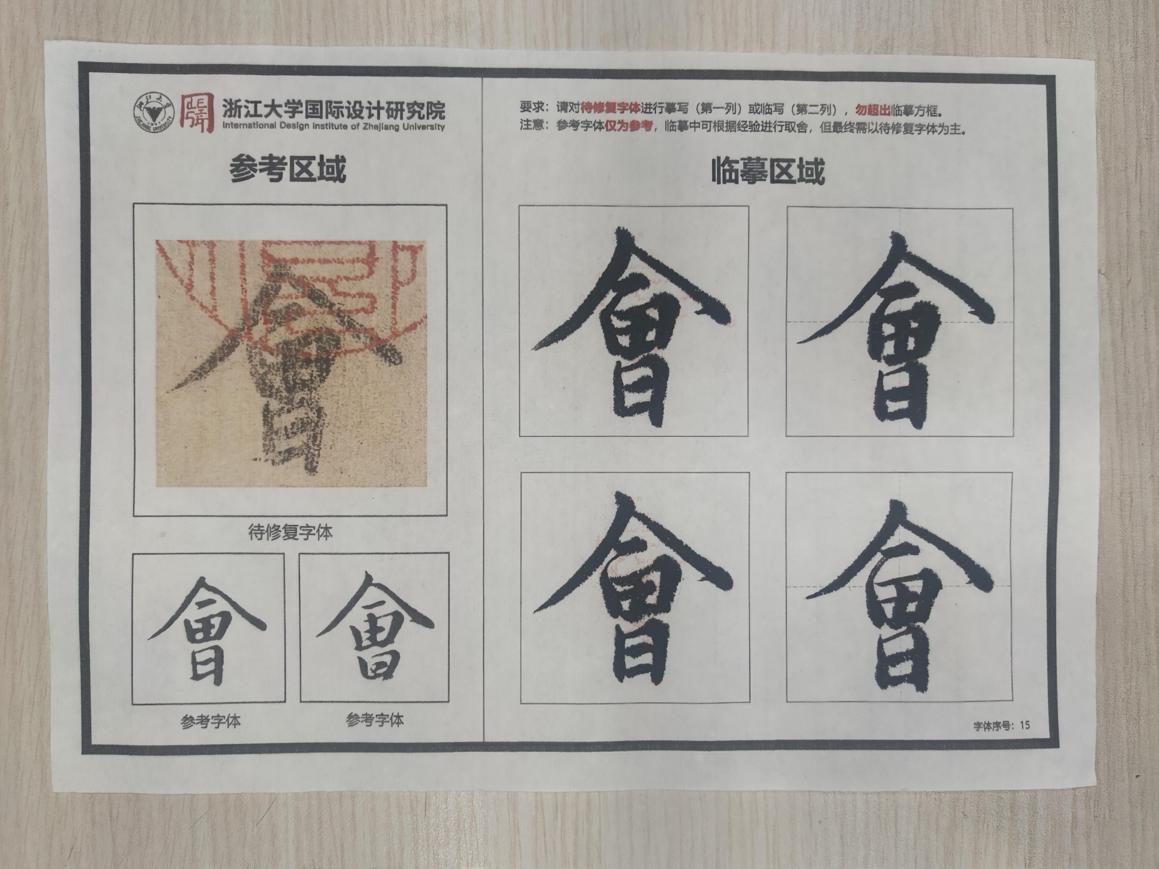 浙江大学国际设计研究院
International Design Institute of Zhejiang University
要求：请对待修复字体进行摹写（第一列）或临写（第二列），勿超出临摹方框。
注意：参考字体仅为参考，临摹中可根据经验进行取舍，但最终需以待修复字体为主。
参考区域
临摹区域
會
待修复字体
會 會
参考字体 参考字体
會 會
會 會
字体序号：15